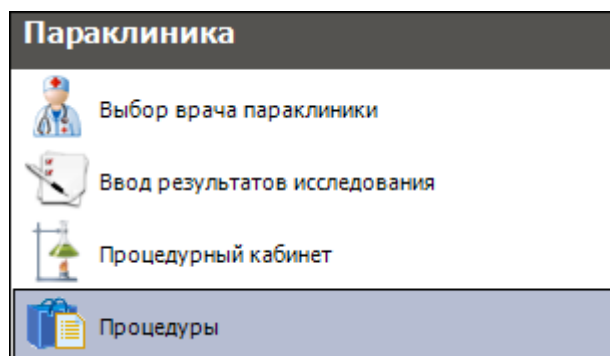 Параклиника
Выбор врача параклиники
Ввод результатов исследования
Процедурный кабинет
Процедуры